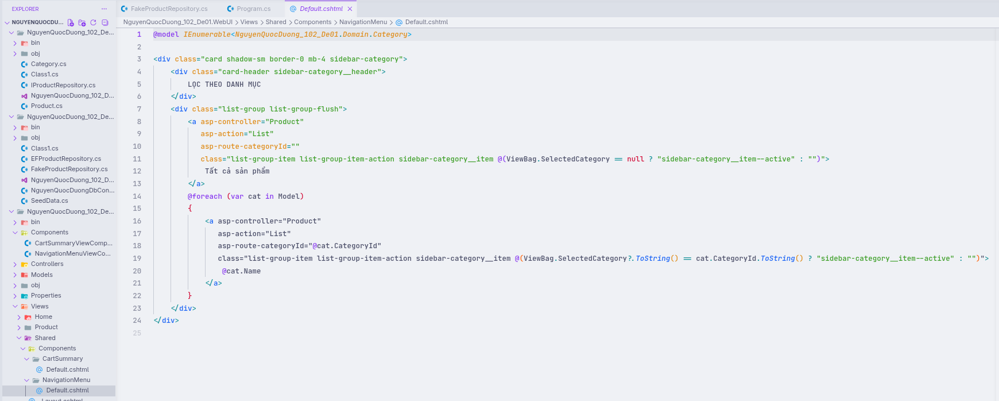 EXPLORER
NGUYENQUOCDU...
NguyenQuocDuong_102_De...
bin
obj
Category.cs
Class1.cs
IProductRepository.cs
NguyenQuocDuong_102_D...
Product.cs
NguyenQuocDuong_102_De...
bin
obj
Class1.cs
EFProductRepository.cs
FakeProductRepository.cs
NguyenQuocDuong_102_D...
NguyenQuocDuongDbCon...
SeedData.cs
NguyenQuocDuong_102_De...
bin
Components
CartSummaryViewComp...
NavigationMenuViewCo...
Controllers
Models
obj
Properties
Views
Home
Product
Shared
Components
CartSummary
Default.cshtml
NavigationMenu
Default.cshtml
Layout.cshtml
FakeProductRepository.cs Program.cs Default.cshtml
NguyenQuocDuong_102_De01.WebUI > Views > Shared > Components > NavigationMenu > Default.cshtml
1 @model IEnumerable<NguyenQuocDuong_102_De01.Domain.Category>
2
3 <div class="card shadow-sm border-0 mb-4 sidebar-category">
4 <div class="card-header sidebar-category__header">
5 LỌC THEO DANH MỤC
6 </div>
7 <div class="list-group list-group-flush">
8 <a asp-controller="Product"
9 asp-action="List"
10 asp-route-categoryId=""
11 class="list-group-item list-group-item-action sidebar-category__item @(ViewBag.SelectedCategory == null ? "sidebar-category__item--active" : "")">
12 Tất cả sản phẩm
13 </a>
14 @foreach (var cat in Model)
15 {
16 <a asp-controller="Product"
17 asp-action="List"
18 asp-route-categoryId="@cat.CategoryId"
19 class="list-group-item list-group-item-action sidebar-category__item @(ViewBag.SelectedCategory?.ToString() == cat.CategoryId.ToString() ? "sidebar-category__item--active" : "")">
20 @cat.Name
21 </a>
22 }
23 </div>
24 </div>
25